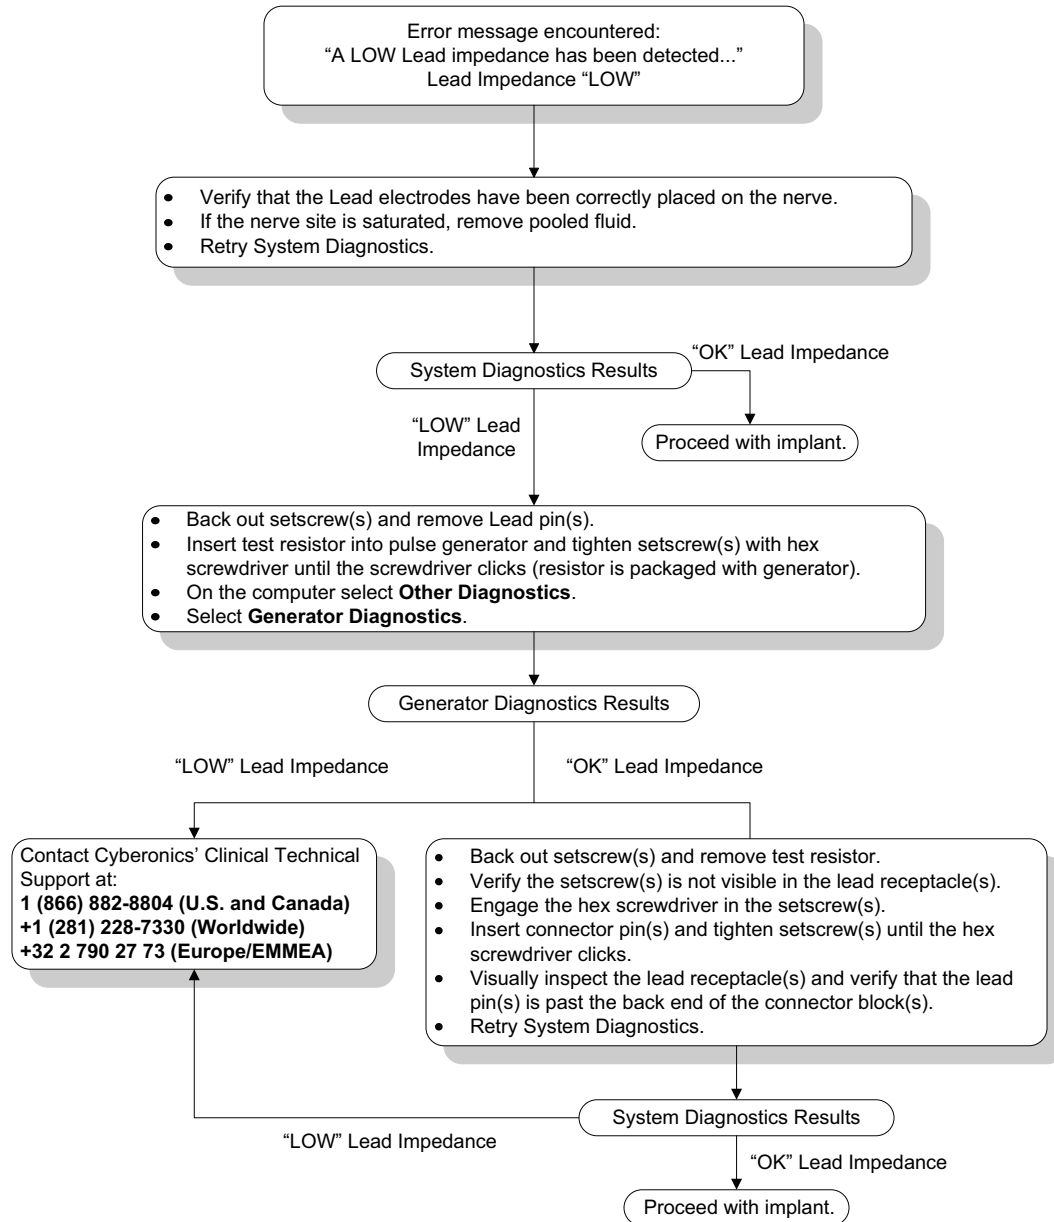 Error message encountered:
“A LOW Lead impedance has been detected...”
Lead Impedance “LOW”
• Verify that the Lead electrodes have been correctly placed on the nerve.
• If the nerve site is saturated, remove pooled fluid.
• Retry System Diagnostics.
“OK” Lead Impedance
System Diagnostics Results
“LOW” Lead
Impedance
Proceed with implant.
• Back out setscrew(s) and remove Lead pin(s).
• Insert test resistor into pulse generator and tighten setscrew(s) with hex
screwdriver until the screwdriver clicks (resistor is packaged with generator).
• On the computer select Other Diagnostics.
• Select Generator Diagnostics.
Generator Diagnostics Results
“LOW” Lead Impedance
“OK” Lead Impedance
Contact Cyberonics’ Clinical Technical
Support at:
1 (866) 882-8804 (U.S. and Canada)
+1 (281) 228-7330 (Worldwide)
+32 2 790 27 73 (Europe/EMMEA)
• Back out setscrew(s) and remove test resistor.
• Verify the setscrew(s) is not visible in the lead receptacle(s).
• Engage the hex screwdriver in the setscrew(s).
• Insert connector pin(s) and tighten setscrew(s) until the hex
screwdriver clicks.
• Visually inspect the lead receptacle(s) and verify that the lead
pin(s) is past the back end of the connector block(s).
• Retry System Diagnostics.
System Diagnostics Results
“LOW” Lead Impedance
“OK” Lead Impedance
Proceed with implant.